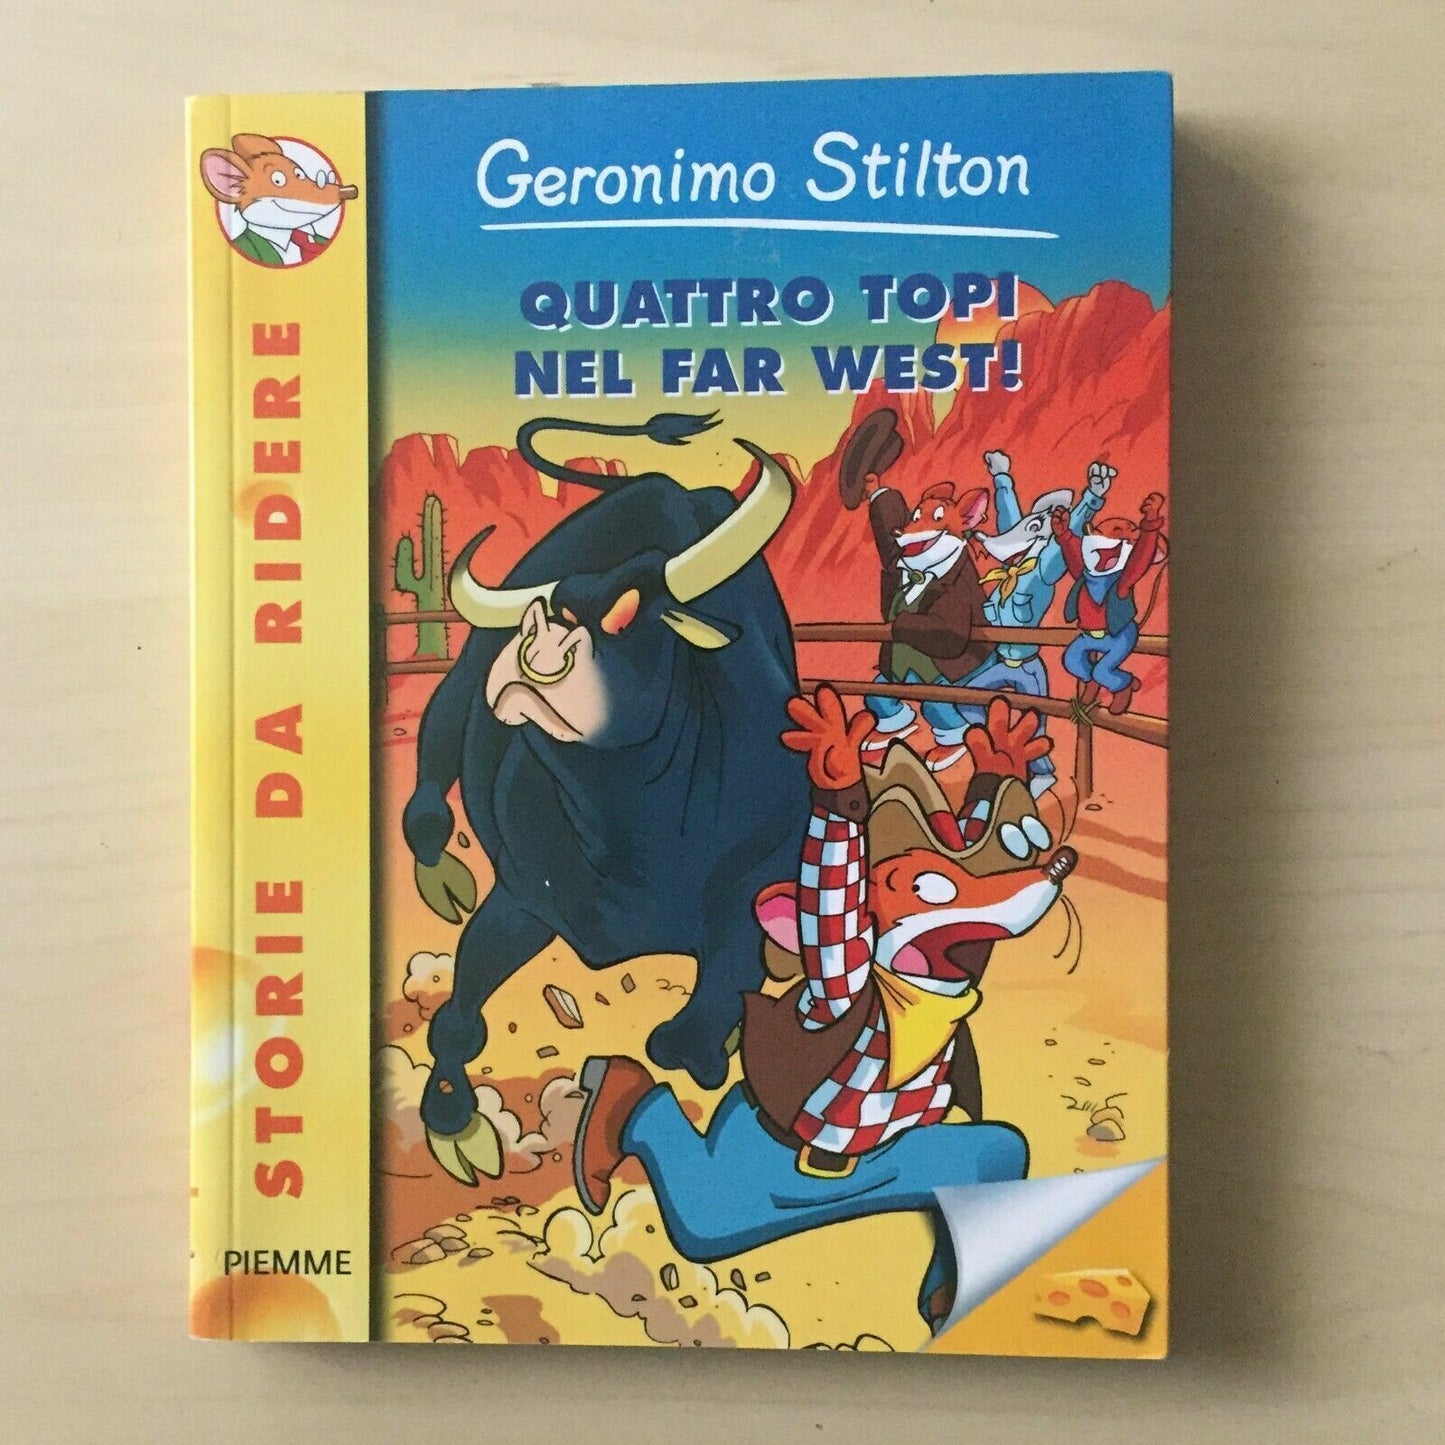 Geronimo Stilton
QUATTRO TOPI
NEL FAR WEST!
STORIE DA RIDERE
PIEMME